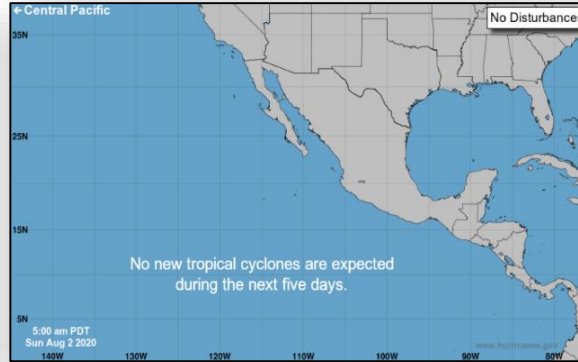 ←Central Pacific
No Disturbance
35N
25N
15N
No new tropical cyclones are expected
during the next five days.
5N
5:00 am PDT
Sun Aug 2 2020
www.hurricanes.gov
140W 130W 120W 110W 100W 90W 80W